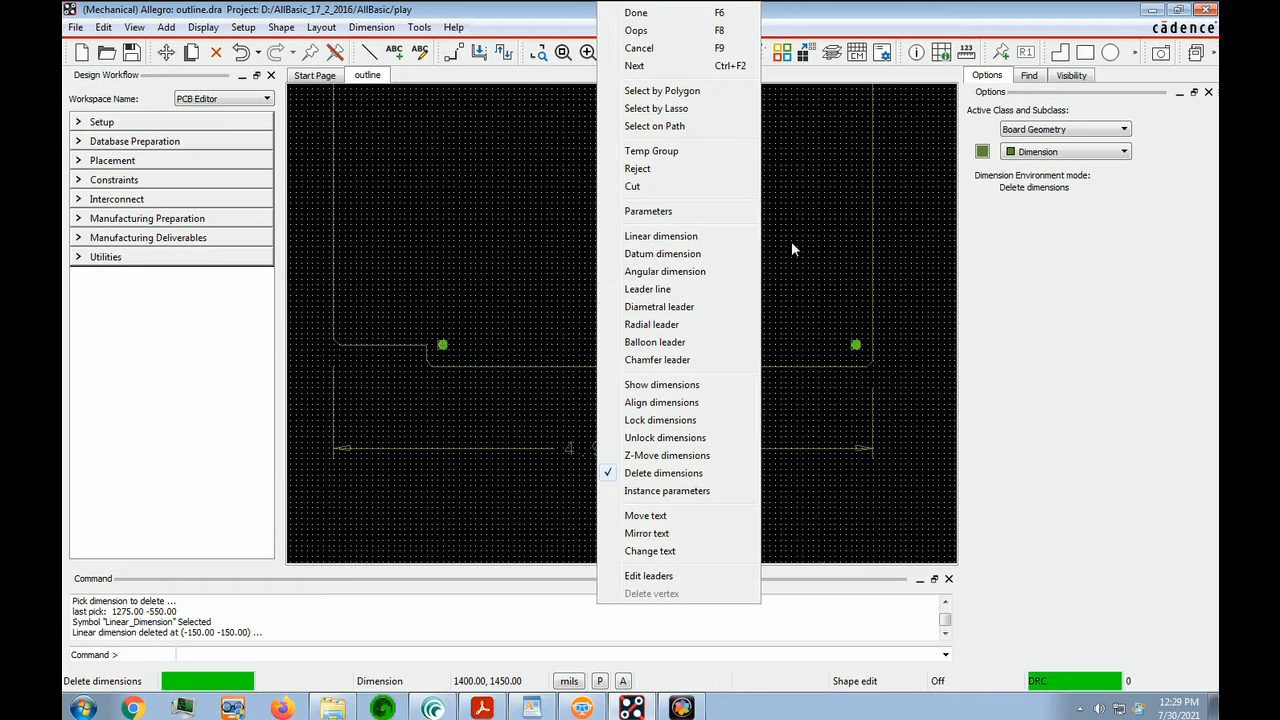 (Mechanical) Allegro: outline.dra Project: D:/AllBasic_17_2_2016/AllBasic/play
File Edit View Add Display Setup Shape Layout Dimension Tools Help
cādence
Start Page outline
Design Workflow
Workspace Name: PCB Editor
Setup
Database Preparation
Placement
Constraints
Interconnect
Manufacturing Preparation
Manufacturing Deliverables
Utilities
Done F6
Oops F8
Cancel F9
Next Ctrl+F2
Select by Polygon
Select by Lasso
Select on Path
Temp Group
Reject
Cut
Parameters
Linear dimension
Datum dimension
Angular dimension
Leader line
Diametral leader
Radial leader
Balloon leader
Chamfer leader
Show dimensions
Align dimensions
Lock dimensions
Unlock dimensions
Z-Move dimensions
Delete dimensions
Instance parameters
Move text
Mirror text
Change text
Edit leaders
Delete vertex
Options Find Visibility
Options
Active Class and Subclass:
Board Geometry
Dimension
Dimension Environment mode:
Delete dimensions
Command
Pick dimension to delete ...
last pick: 1275.00 -550.00
Symbol "Linear_Dimension" Selected
Linear dimension deleted at (-150.00 -150.00) ...
Command >
Delete dimensions Dimension 1400.00, 1450.00 mils P A Shape edit Off DRC 0
12:29 PM
7/30/2021